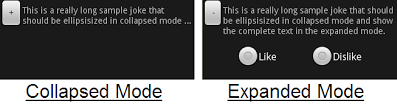 + This is a really long sample joke that
should be ellipsisized in collapsed mode ...
Collapsed Mode
- This is a really long sample joke that should
be ellipsisized in collapsed mode and show
the complete text in the expanded mode.
Like Dislike
Expanded Mode